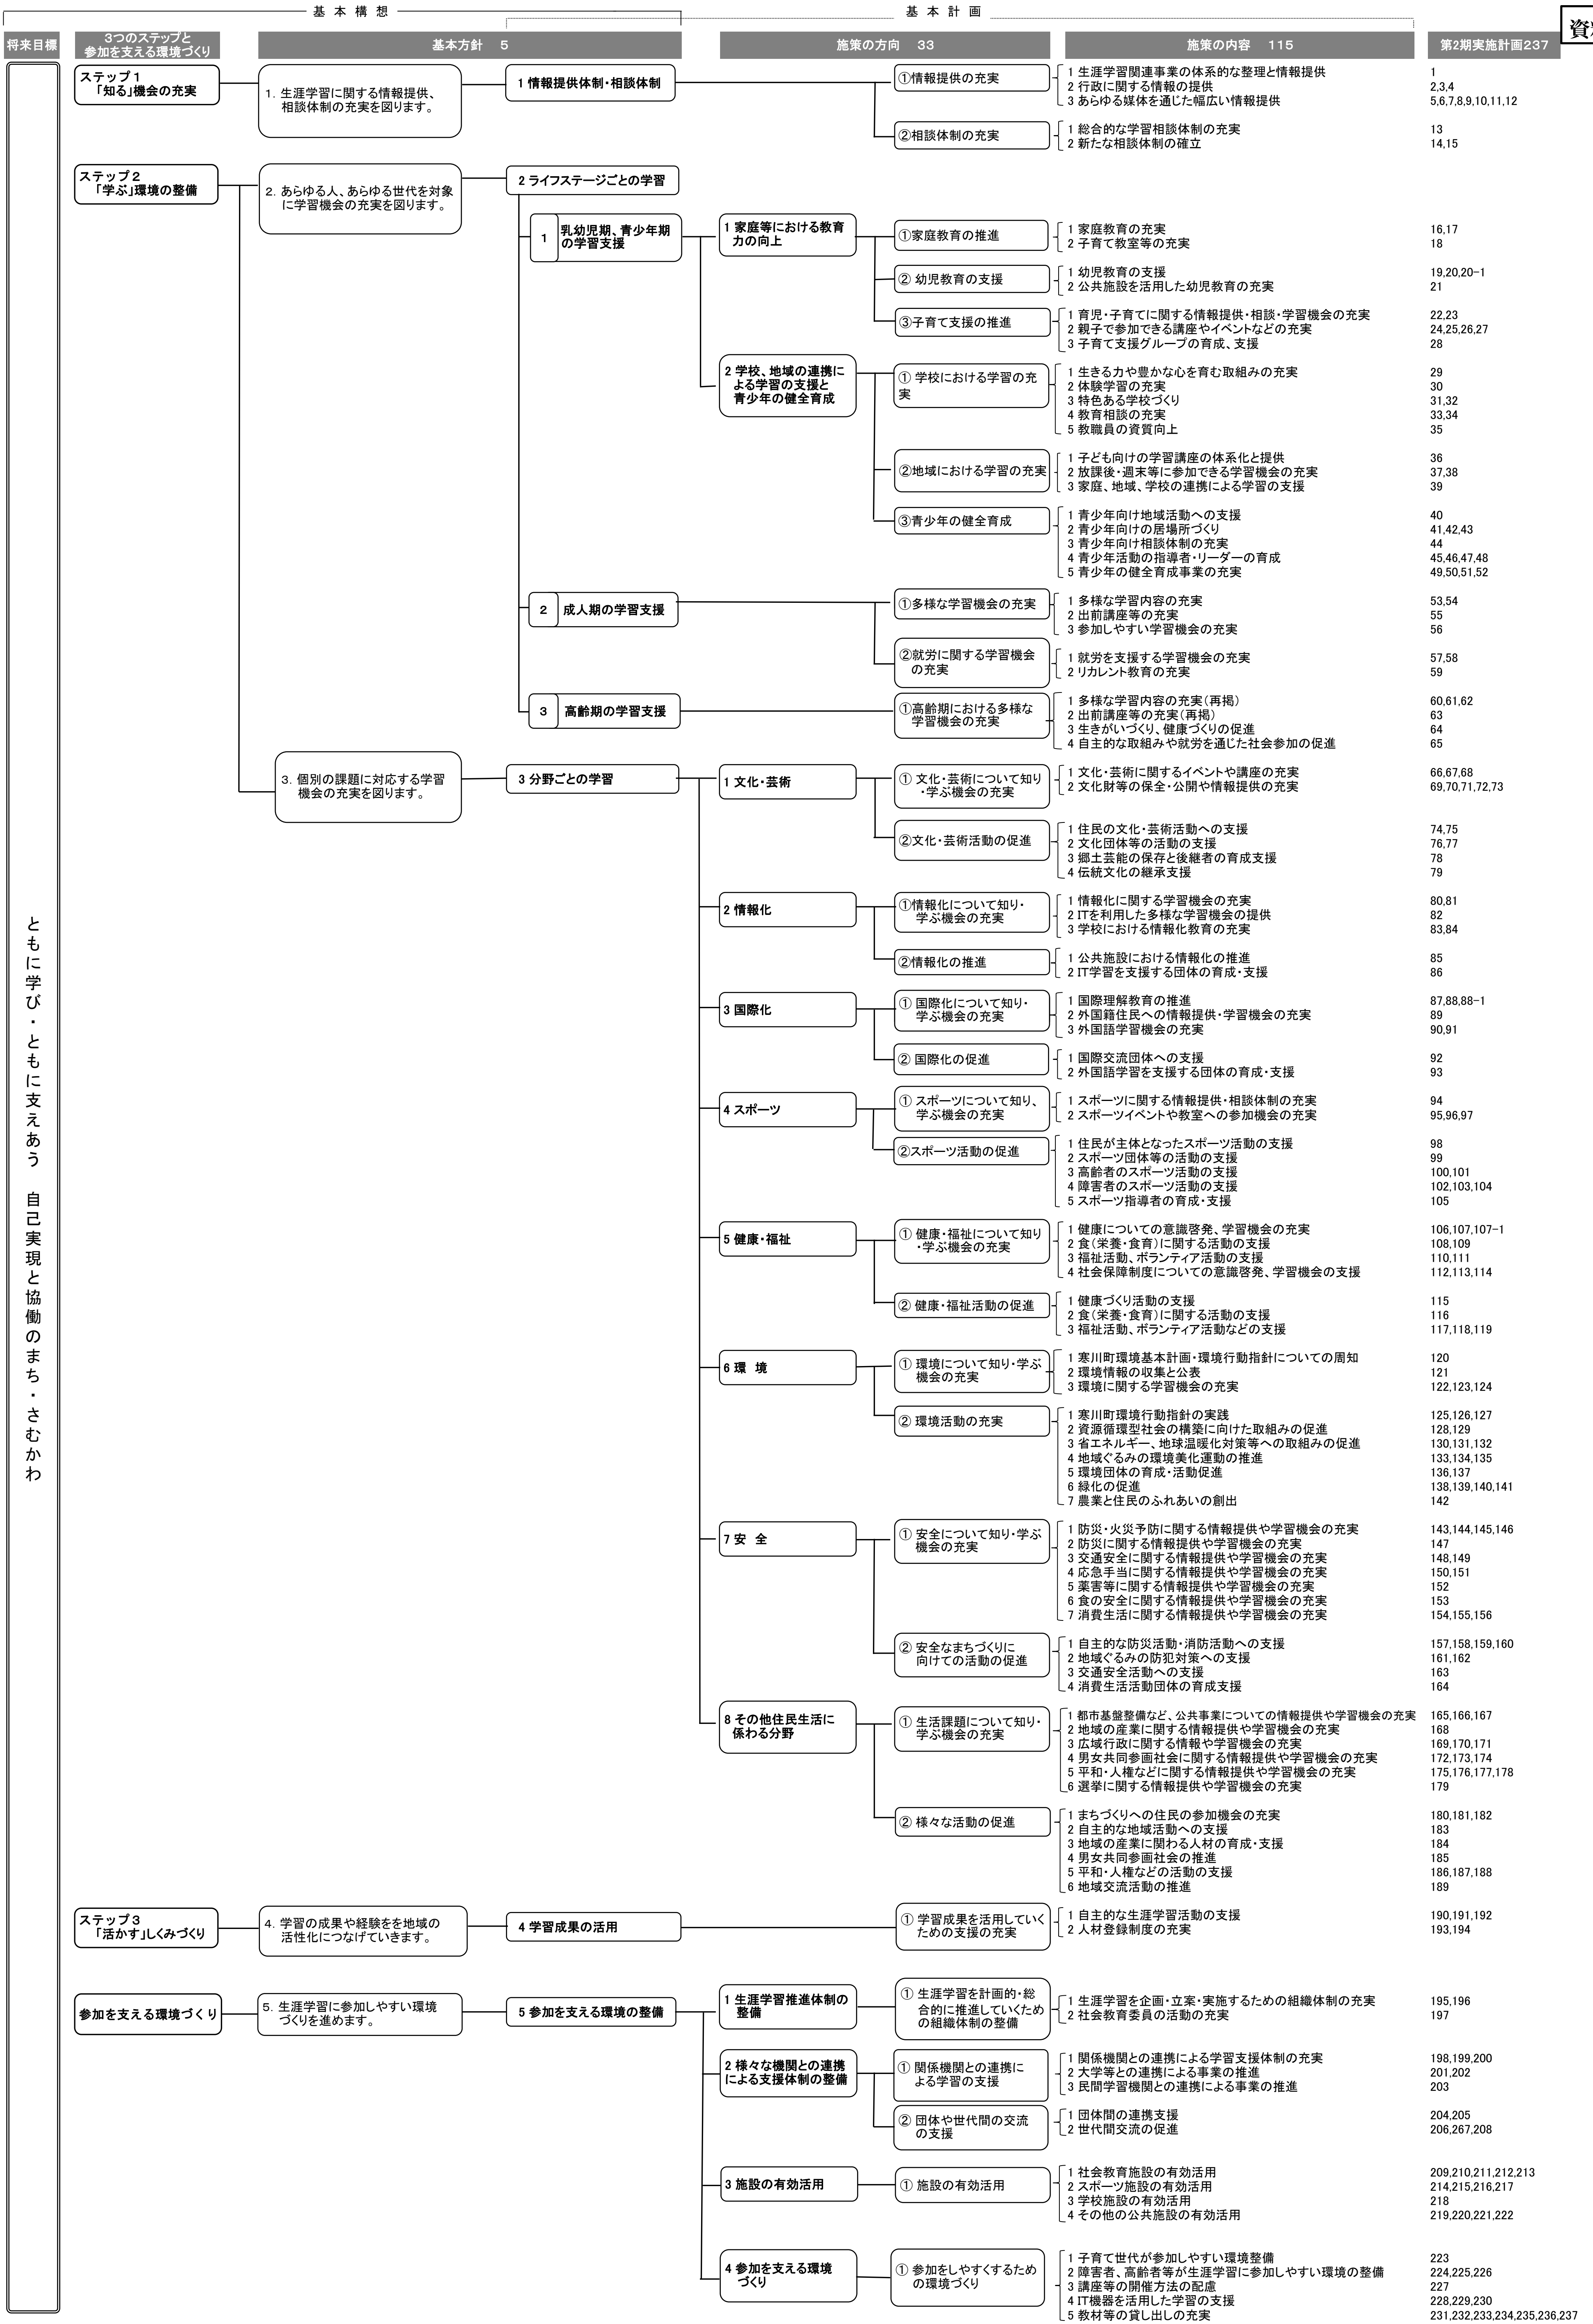 基 本 構 想
基 本 計 画
資
将来目標
3つのステップと
参加を支える環境づくり
基本方針　5
施策の方向　33
施策の内容　115
第2期実施計画237
ともに学び・ともに支えあう　自己実現と協働のまち・さむかわ
ステップ1
「知る」機会の充実
1. 生涯学習に関する情報提供、
相談体制の充実を図ります。
1 情報提供体制・相談体制
①情報提供の充実
1 生涯学習関連事業の体系的な整理と情報提供　1
2 行政に関する情報の提供　2,3,4
3 あらゆる媒体を通じた幅広い情報提供　5,6,7,8,9,10,11,12
②相談体制の充実
1 総合的な学習相談体制の充実　13
2 新たな相談体制の確立　14,15
ステップ2
「学ぶ」環境の整備
2. あらゆる人、あらゆる世代を対象
に学習機会の充実を図ります。
2 ライフステージごとの学習
1 乳幼児期、青少年期
の学習支援
1 家庭等における教育
力の向上
①家庭教育の推進
1 家庭教育の充実　16,17
2 子育て教室等の充実　18
② 幼児教育の支援
1 幼児教育の支援　19,20,20-1
2 公共施設を活用した幼児教育の充実　21
③子育て支援の推進
1 育児・子育てに関する情報提供・相談・学習機会の充実　22,23
2 親子で参加できる講座やイベントなどの充実　24,25,26,27
3 子育て支援グループの育成、支援　28
2 学校、地域の連携に
よる学習の支援と
青少年の健全育成
① 学校における学習の充
実
1 生きる力や豊かな心を育む取組みの充実　29
2 体験学習の充実　30
3 特色ある学校づくり　31,32
4 教育相談の充実　33,34
5 教職員の資質向上　35
②地域における学習の充実
1 子ども向けの学習講座の体系化と提供　36
2 放課後・週末等に参加できる学習機会の充実　37,38
3 家庭、地域、学校の連携による学習の支援　39
③青少年の健全育成
1 青少年向け地域活動への支援　40
2 青少年向けの居場所づくり　41,42,43
3 青少年向け相談体制の充実　44
4 青少年活動の指導者・リーダーの育成　45,46,47,48
5 青少年の健全育成事業の充実　49,50,51,52
2 成人期の学習支援
①多様な学習機会の充実
1 多様な学習内容の充実　53,54
2 出前講座等の充実　55
3 参加しやすい学習機会の充実　56
②就労に関する学習機会
の充実
1 就労を支援する学習機会の充実　57,58
2 リカレント教育の充実　59
3 高齢期の学習支援
①高齢期における多様な
学習機会の充実
1 多様な学習内容の充実（再掲）　60,61,62
2 出前講座等の充実（再掲）　63
3 生きがいづくり、健康づくりの促進　64
4 自主的な取組みや就労を通じた社会参加の促進　65
3. 個別の課題に対応する学習
機会の充実を図ります。
3 分野ごとの学習
1 文化・芸術
① 文化・芸術について知り
・学ぶ機会の充実
1 文化・芸術に関するイベントや講座の充実　66,67,68
2 文化財等の保全・公開や情報提供の充実　69,70,71,72,73
②文化・芸術活動の促進
1 住民の文化・芸術活動への支援　74,75
2 文化団体等の活動の支援　76,77
3 郷土芸能の保存と後継者の育成支援　78
4 伝統文化の継承支援　79
2 情報化
①情報化について知り・
学ぶ機会の充実
1 情報化に関する学習機会の充実　80,81
2 ITを利用した多様な学習機会の提供　82
3 学校における情報化教育の充実　83,84
②情報化の推進
1 公共施設における情報化の推進　85
2 IT学習を支援する団体の育成・支援　86
3 国際化
① 国際化について知り・
学ぶ機会の充実
1 国際理解教育の推進　87,88,88-1
2 外国籍住民への情報提供・学習機会の充実　89
3 外国語学習機会の充実　90,91
② 国際化の促進
1 国際交流団体への支援　92
2 外国語学習を支援する団体の育成・支援　93
4 スポーツ
① スポーツについて知り、
学ぶ機会の充実
1 スポーツに関する情報提供・相談体制の充実　94
2 スポーツイベントや教室への参加機会の充実　95,96,97
②スポーツ活動の促進
1 住民が主体となったスポーツ活動の支援　98
2 スポーツ団体等の活動の支援　99
3 高齢者のスポーツ活動の支援　100,101
4 障害者のスポーツ活動の支援　102,103,104
5 スポーツ指導者の育成・支援　105
5 健康・福祉
① 健康・福祉について知り
・学ぶ機会の充実
1 健康についての意識啓発、学習機会の充実　106,107,107-1
2 食（栄養・食育）に関する活動の支援　108,109
3 福祉活動、ボランティア活動の支援　110,111
4 社会保障制度についての意識啓発、学習機会の支援　112,113,114
② 健康・福祉活動の促進
1 健康づくり活動の支援　115
2 食（栄養・食育）に関する活動の支援　116
3 福祉活動、ボランティア活動などの支援　117,118,119
6 環 境
① 環境について知り・学ぶ
機会の充実
1 寒川町環境基本計画・環境行動指針についての周知　120
2 環境情報の収集と公表　121
3 環境に関する学習機会の充実　122,123,124
② 環境活動の充実
1 寒川町環境行動指針の実践　125,126,127
2 資源循環型社会の構築に向けた取組みの促進　128,129
3 省エネルギー、地球温暖化対策等への取組みの促進　130,131,132
4 地域ぐるみの環境美化運動の推進　133,134,135
5 環境団体の育成・活動促進　136,137
6 緑化の促進　138,139,140,141
7 農業と住民のふれあいの創出　142
7 安 全
① 安全について知り・学ぶ
機会の充実
1 防災・火災予防に関する情報提供や学習機会の充実　143,144,145,146
2 防災に関する情報提供や学習機会の充実　147
3 交通安全に関する情報提供や学習機会の充実　148,149
4 応急手当に関する情報提供や学習機会の充実　150,151
5 薬害等に関する情報提供や学習機会の充実　152
6 食の安全に関する情報提供や学習機会の充実　153
7 消費生活に関する情報提供や学習機会の充実　154,155,156
② 安全なまちづくりに
向けての活動の促進
1 自主的な防災活動・消防活動への支援　157,158,159,160
2 地域ぐるみの防犯対策への支援　161,162
3 交通安全活動への支援　163
4 消費生活活動団体の育成支援　164
8 その他住民生活に
係わる分野
① 生活課題について知り・
学ぶ機会の充実
1 都市基盤整備など、公共事業についての情報提供や学習機会の充実　165,166,167
2 地域の産業に関する情報提供や学習機会の充実　168
3 広域行政に関する情報や学習機会の充実　169,170,171
4 男女共同参画社会に関する情報提供や学習機会の充実　172,173,174
5 平和・人権などに関する情報提供や学習機会の充実　175,176,177,178
6 選挙に関する情報提供や学習機会の充実　179
② 様々な活動の促進
1 まちづくりへの住民の参加機会の充実　180,181,182
2 自主的な地域活動への支援　183
3 地域の産業に関わる人材の育成・支援　184
4 男女共同参画社会の推進　185
5 平和・人権などの活動の支援　186,187,188
6 地域交流活動の推進　189
ステップ3
「活かす」しくみづくり
4. 学習の成果や経験をを地域の
活性化につなげていきます。
4 学習成果の活用
① 学習成果を活用していく
ための支援の充実
1 自主的な生涯学習活動の支援　190,191,192
2 人材登録制度の充実　193,194
参加を支える環境づくり
5. 生涯学習に参加しやすい環境
づくりを進めます。
5 参加を支える環境の整備
1 生涯学習推進体制の
整備
① 生涯学習を計画的・総
合的に推進していくため
の組織体制の整備
1 生涯学習を企画・立案・実施するための組織体制の充実　195,196
2 社会教育委員の活動の充実　197
2 様々な機関との連携
による支援体制の整備
① 関係機関との連携に
よる学習の支援
1 関係機関との連携による学習支援体制の充実　198,199,200
2 大学等との連携による事業の推進　201,202
3 民間学習機関との連携による事業の推進　203
② 団体や世代間の交流
の支援
1 団体間の連携支援　204,205
2 世代間交流の促進　206,267,208
3 施設の有効活用
① 施設の有効活用
1 社会教育施設の有効活用　209,210,211,212,213
2 スポーツ施設の有効活用　214,215,216,217
3 学校施設の有効活用　218
4 その他の公共施設の有効活用　219,220,221,222
4 参加を支える環境
づくり
① 参加をしやすくするため
の環境づくり
1 子育て世代が参加しやすい環境整備　223
2 障害者、高齢者等が生涯学習に参加しやすい環境の整備　224,225,226
3 講座等の開催方法の配慮　227
4 IT機器を活用した学習の支援　228,229,230
5 教材等の貸し出しの充実　231,232,233,234,235,236,237